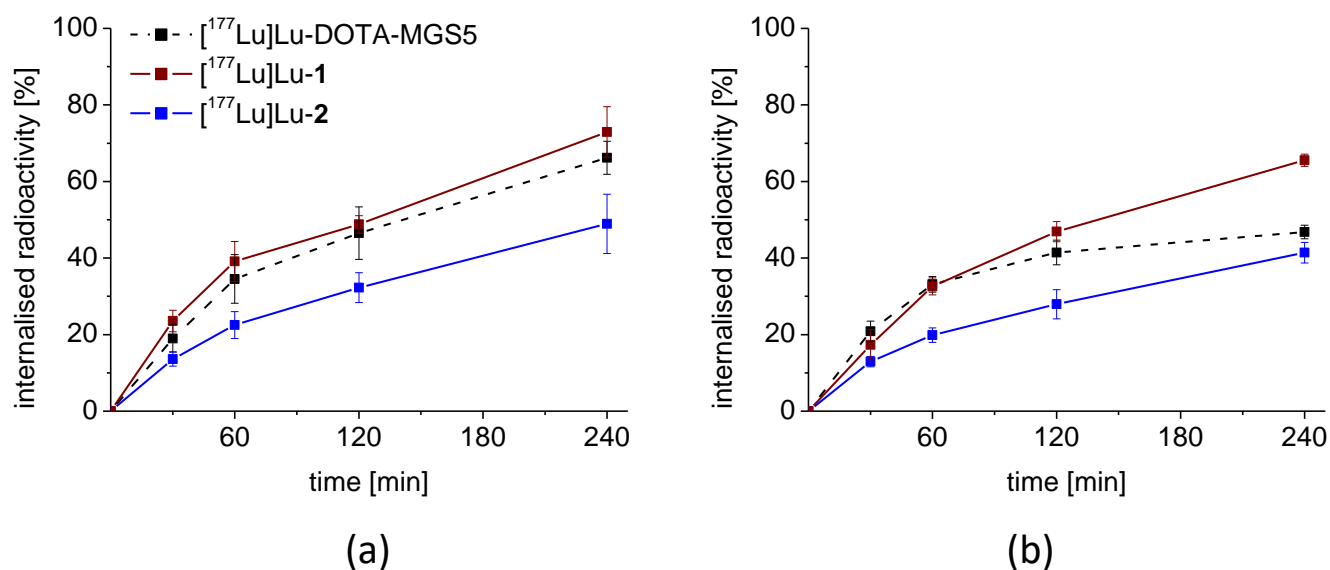 100
80
60
40
20
0
internalised radioactivity [%]
[¹⁷⁷Lu]Lu-DOTA-MGS5
[¹⁷⁷Lu]Lu-1
[¹⁷⁷Lu]Lu-2
60 120 180 240
time [min]
(a)
100
80
60
40
20
0
internalised radioactivity [%]
60 120 180 240
time [min]
(b)